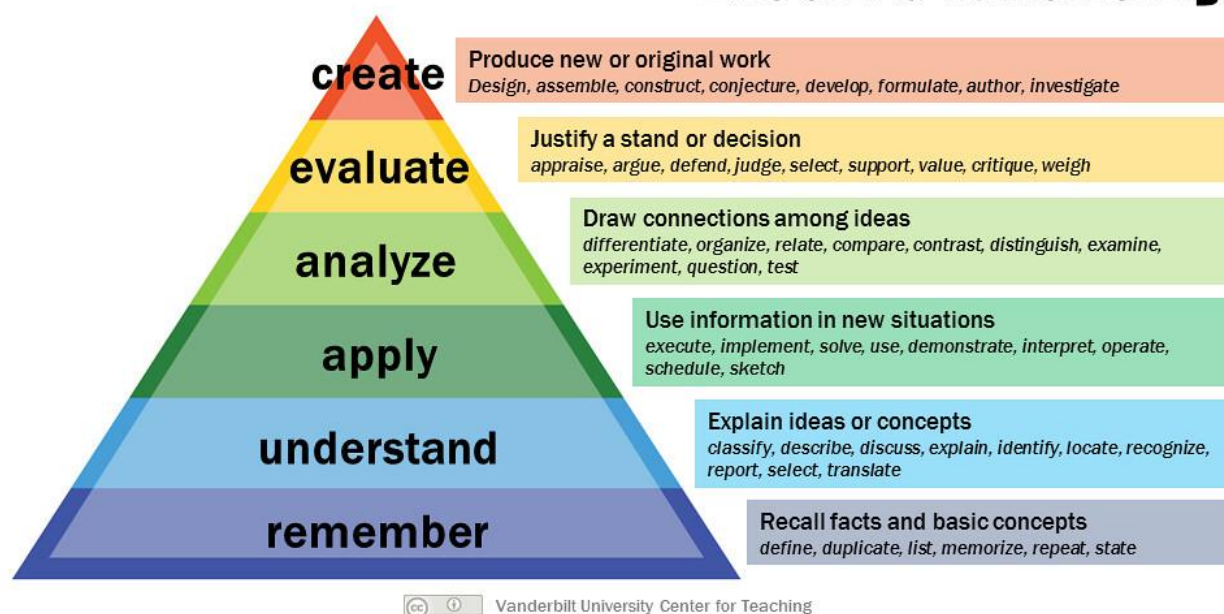 create
Produce new or original work
Design, assemble, construct, conjecture, develop, formulate, author, investigate
evaluate
Justify a stand or decision
appraise, argue, defend, judge, select, support, value, critique, weigh
analyze
Draw connections among ideas
differentiate, organize, relate, compare, contrast, distinguish, examine,
experiment, question, test
apply
Use information in new situations
execute, implement, solve, use, demonstrate, interpret, operate,
schedule, sketch
understand
Explain ideas or concepts
classify, describe, discuss, explain, identify, locate, recognize,
report, select, translate
remember
Recall facts and basic concepts
define, duplicate, list, memorize, repeat, state
cc
Vanderbilt University Center for Teaching